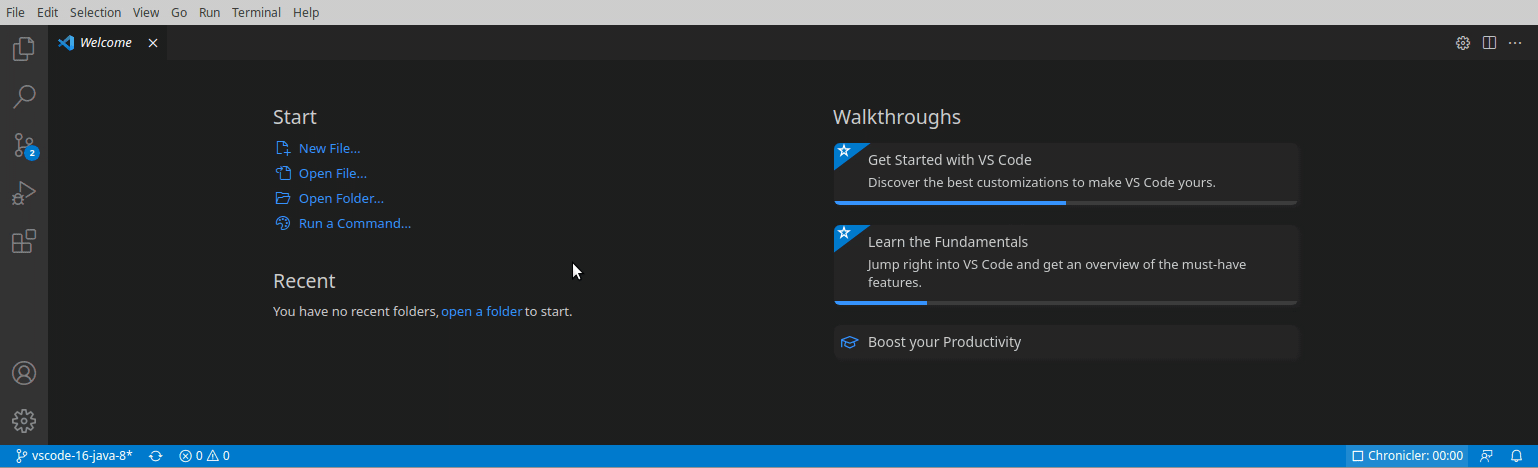 File Edit Selection View Go Run Terminal Help
Welcome
Start
New File...
Open File...
Open Folder...
Run a Command...
Recent
You have no recent folders, open a folder to start.
Walkthroughs
Get Started with VS Code
Discover the best customizations to make VS Code yours.
Learn the Fundamentals
Jump right into VS Code and get an overview of the must-have
features.
Boost your Productivity
2
vscode-16-java-8* 0 0 Chronicler: 00:00